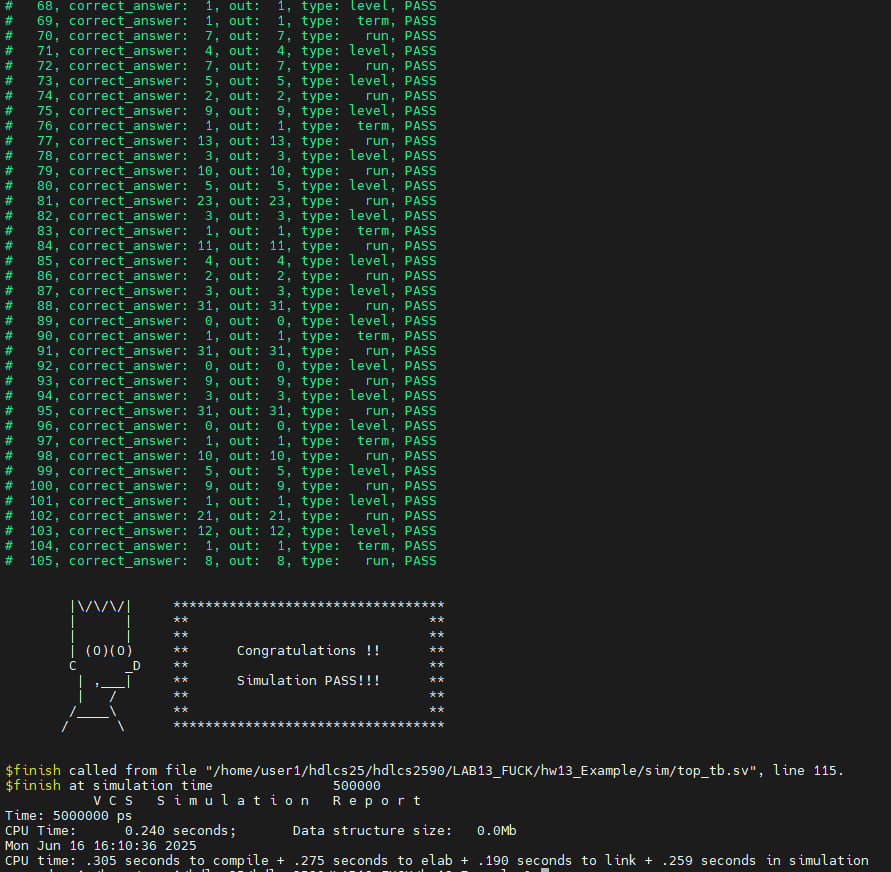 #   68, correct_answer:  1, out:  1, type: level, PASS
#   69, correct_answer:  1, out:  1, type:  term, PASS
#   70, correct_answer:  7, out:  7, type:   run, PASS
#   71, correct_answer:  4, out:  4, type: level, PASS
#   72, correct_answer:  7, out:  7, type:   run, PASS
#   73, correct_answer:  5, out:  5, type: level, PASS
#   74, correct_answer:  2, out:  2, type:   run, PASS
#   75, correct_answer:  9, out:  9, type: level, PASS
#   76, correct_answer:  1, out:  1, type:  term, PASS
#   77, correct_answer: 13, out: 13, type:   run, PASS
#   78, correct_answer:  3, out:  3, type: level, PASS
#   79, correct_answer: 10, out: 10, type:   run, PASS
#   80, correct_answer:  5, out:  5, type: level, PASS
#   81, correct_answer: 23, out: 23, type:   run, PASS
#   82, correct_answer:  3, out:  3, type: level, PASS
#   83, correct_answer:  1, out:  1, type:  term, PASS
#   84, correct_answer: 11, out: 11, type:   run, PASS
#   85, correct_answer:  4, out:  4, type: level, PASS
#   86, correct_answer:  2, out:  2, type:   run, PASS
#   87, correct_answer:  3, out:  3, type: level, PASS
#   88, correct_answer: 31, out: 31, type:   run, PASS
#   89, correct_answer:  0, out:  0, type: level, PASS
#   90, correct_answer:  1, out:  1, type:  term, PASS
#   91, correct_answer: 31, out: 31, type:   run, PASS
#   92, correct_answer:  0, out:  0, type: level, PASS
#   93, correct_answer:  9, out:  9, type:   run, PASS
#   94, correct_answer:  3, out:  3, type: level, PASS
#   95, correct_answer: 31, out: 31, type:   run, PASS
#   96, correct_answer:  0, out:  0, type: level, PASS
#   97, correct_answer:  1, out:  1, type:  term, PASS
#   98, correct_answer: 10, out: 10, type:   run, PASS
#   99, correct_answer:  5, out:  5, type: level, PASS
#  100, correct_answer:  9, out:  9, type:   run, PASS
#  101, correct_answer:  1, out:  1, type: level, PASS
#  102, correct_answer: 21, out: 21, type:   run, PASS
#  103, correct_answer: 12, out: 12, type: level, PASS
#  104, correct_answer:  1, out:  1, type:  term, PASS
#  105, correct_answer:  8, out:  8, type:   run, PASS
        |\/\/\/|     **********************************
        |      |     **                              **
        |      |     **                              **
        | (O)(O)     **      Congratulations !!      **
        C      _D    **                              **
         | ,___|     **      Simulation PASS!!!      **
         |   /       **                              **
        /____\       **                              **
       /      \      **********************************
$finish called from file "/home/user1/hdlcs25/hdlcs2590/LAB13_FUCK/hw13_Example/sim/top_tb.sv", line 115.
$finish at simulation time               500000
           V C S   S i m u l a t i o n   R e p o r t
Time: 5000000 ps
CPU Time:      0.240 seconds;       Data structure size:   0.0Mb
Mon Jun 16 16:10:36 2025
CPU time: .305 seconds to compile + .275 seconds to elab + .190 seconds to link + .259 seconds in simulation